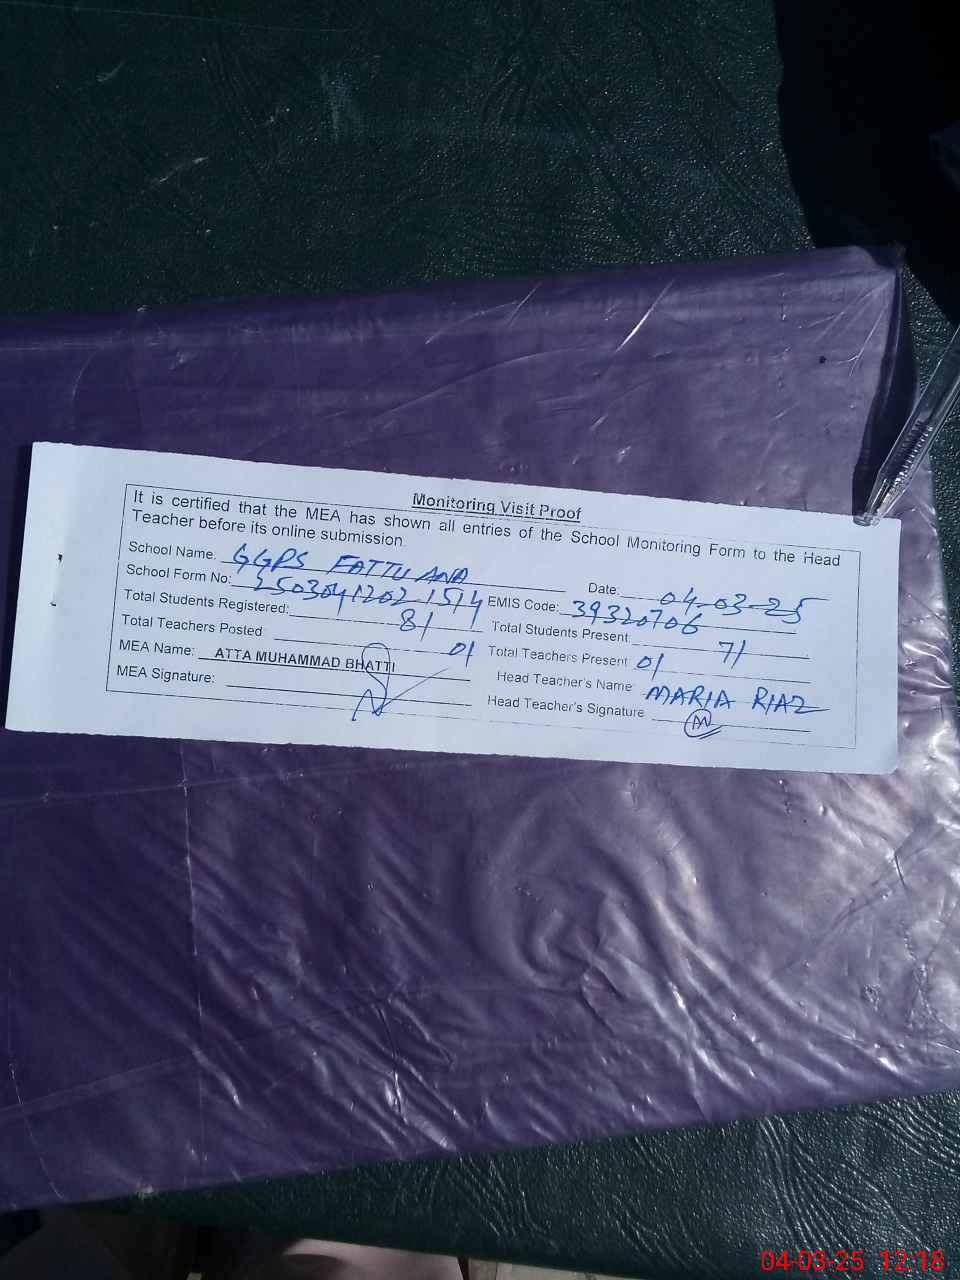 Monitoring Visit Proof
It is certified that the MEA has shown all entries of the School Monitoring Form to the Head
Teacher before its online submission.
School Name: GGPS FATTU ANA Date: 04-03-25
School Form No: 2503041202 1514 EMIS Code: 39320706
Total Students Registered: 81 Total Students Present: 71
Total Teachers Posted: 01 Total Teachers Present: 01
MEA Name: ATTA MUHAMMAD BHATTI Head Teacher's Name: MARIA RIAZ
MEA Signature: Head Teacher's Signature
04-03-25 12:18